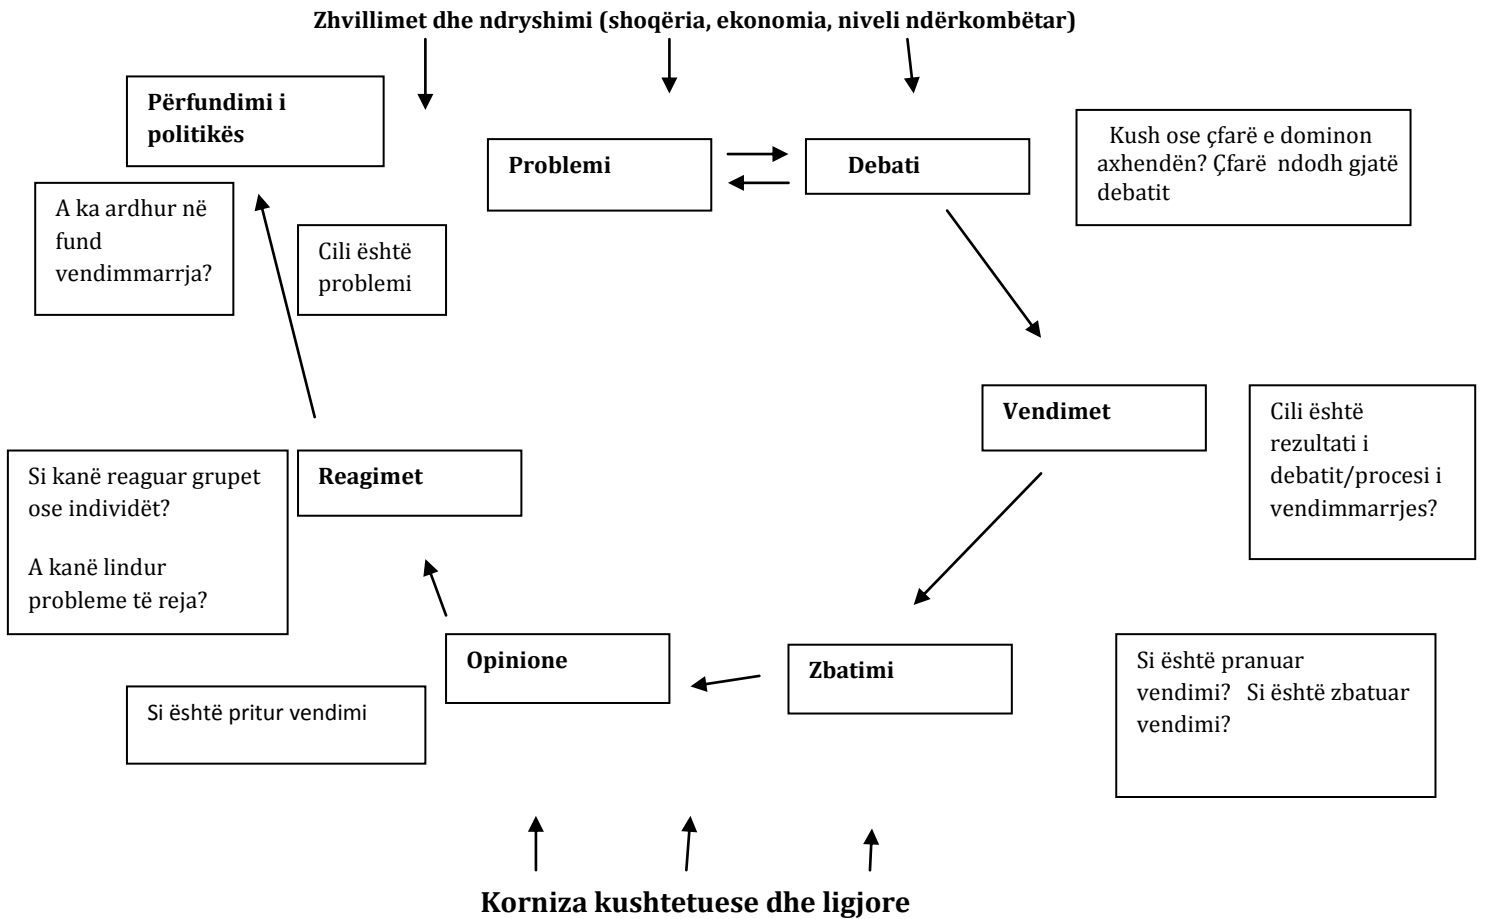 Zhvillimet dhe ndryshimi (shoqëria, ekonomia, niveli ndërkombëtar)
Përfundimi i
politikës
Problemi
Debati
Kush ose çfarë e dominon
axhendën? Çfarë  ndodh gjatë
debatit
A ka ardhur në
fund
vendimmarrja?
Cili është
problemi
Vendimet
Cili është
rezultati i
debatit/procesi i
vendimmarrjes?
Si kanë reaguar grupet
ose individët?
A kanë lindur
probleme të reja?
Reagimet
Opinione
Zbatimi
Si është pranuar
vendimi?   Si është zbatuar
vendimi?
Si është pritur vendimi
Korniza kushtetuese dhe ligjore